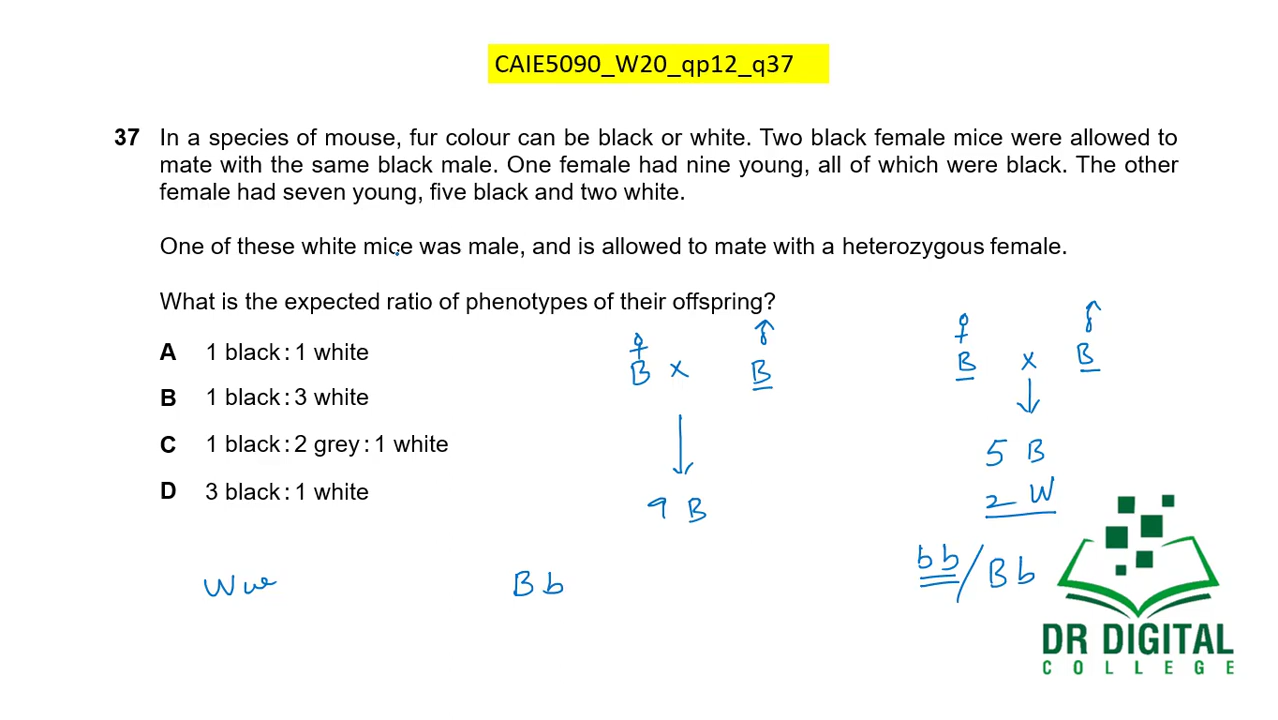 CAIE5090_W20_qp12_q37
37 In a species of mouse, fur colour can be black or white. Two black female mice were allowed to
mate with the same black male. One female had nine young, all of which were black. The other
female had seven young, five black and two white.
One of these white mice was male, and is allowed to mate with a heterozygous female.
What is the expected ratio of phenotypes of their offspring?
A 1 black : 1 white
B 1 black : 3 white
C 1 black : 2 grey : 1 white
D 3 black : 1 white
♀ ♂
B × B
9 B
♀ ♂
B × B
5 B
2 W
bb / Bb
Bb
DR DIGITAL
COLLEGE